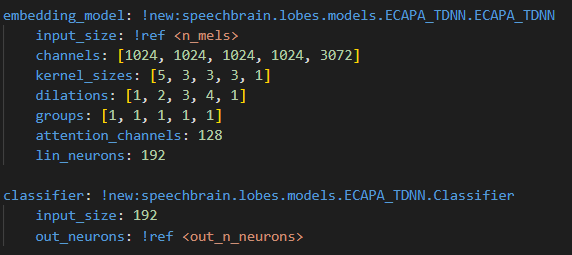 embedding_model: !new:speechbrain.lobes.models.ECAPA_TDNN.ECAPA_TDNN
    input_size: !ref <n_mels>
    channels: [1024, 1024, 1024, 1024, 3072]
    kernel_sizes: [5, 3, 3, 3, 1]
    dilations: [1, 2, 3, 4, 1]
    groups: [1, 1, 1, 1, 1]
    attention_channels: 128
    lin_neurons: 192
classifier: !new:speechbrain.lobes.models.ECAPA_TDNN.Classifier
    input_size: 192
    out_neurons: !ref <out_n_neurons>